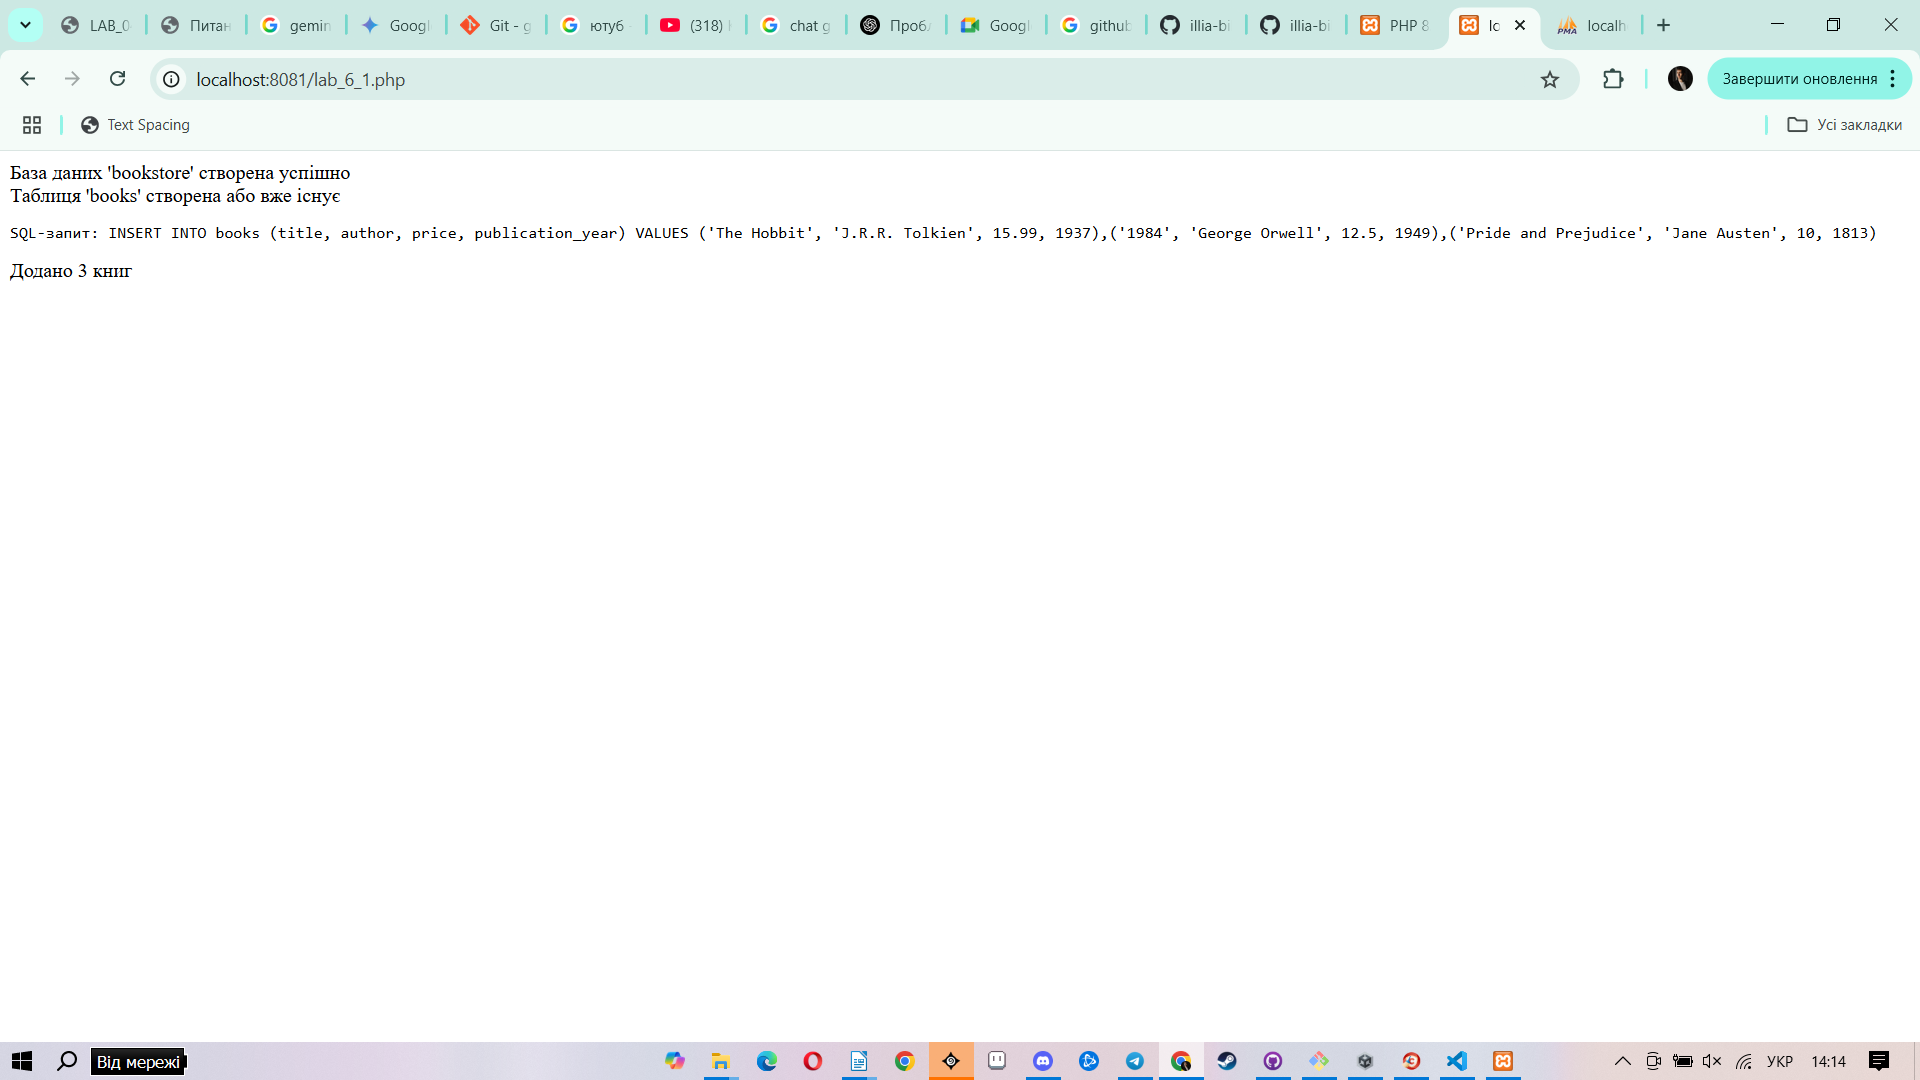 LAB_0
Питан
gemin
Googl
Git - g
ютуб -
(318)
chat g
Проб
Googl
github
illia-bi
illia-bi
PHP 8
lo
localh
localhost:8081/lab_6_1.php
Завершити оновлення
Text Spacing
Усі закладки
База даних 'bookstore' створена успішно
Таблиця 'books' створена або вже існує
SQL-запит: INSERT INTO books (title, author, price, publication_year) VALUES ('The Hobbit', 'J.R.R. Tolkien', 15.99, 1937),('1984', 'George Orwell', 12.5, 1949),('Pride and Prejudice', 'Jane Austen', 10, 1813)
Додано 3 книг
Від мережі
УКР
14:14